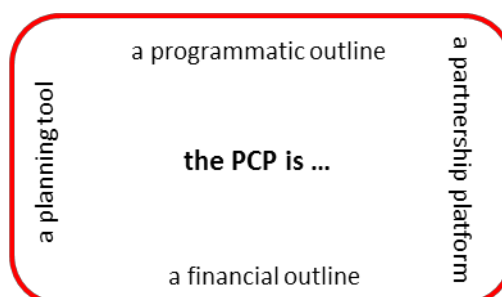 a programmatic outline
a planning tool
the PCP is ...
a partnership platform
a financial outline